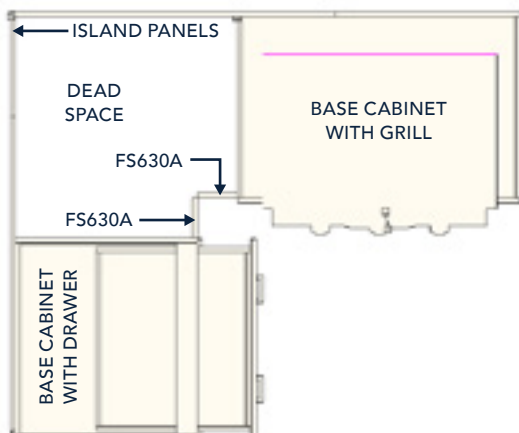 ISLAND PANELS
DEAD
SPACE
BASE CABINET
WITH GRILL
FS630A
FS630A
BASE CABINET
WITH DRAWER